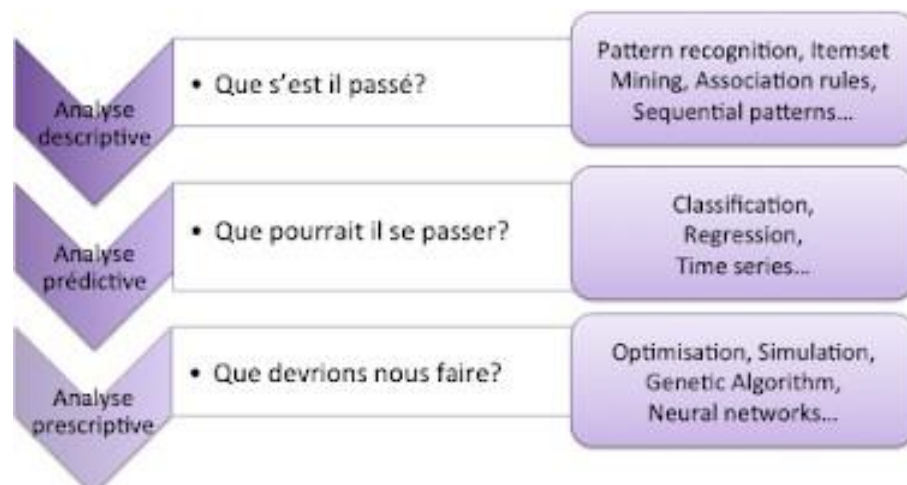 Analyse
descriptive
• Que s'est il passé?
Pattern recognition, Itemset
Mining, Association rules,
Sequential patterns...
Analyse
prédictive
• Que pourrait il se passer?
Classification,
Regression,
Time series...
Analyse
prescriptive
• Que devrions nous faire?
Optimisation, Simulation,
Genetic Algorithm,
Neural networks...